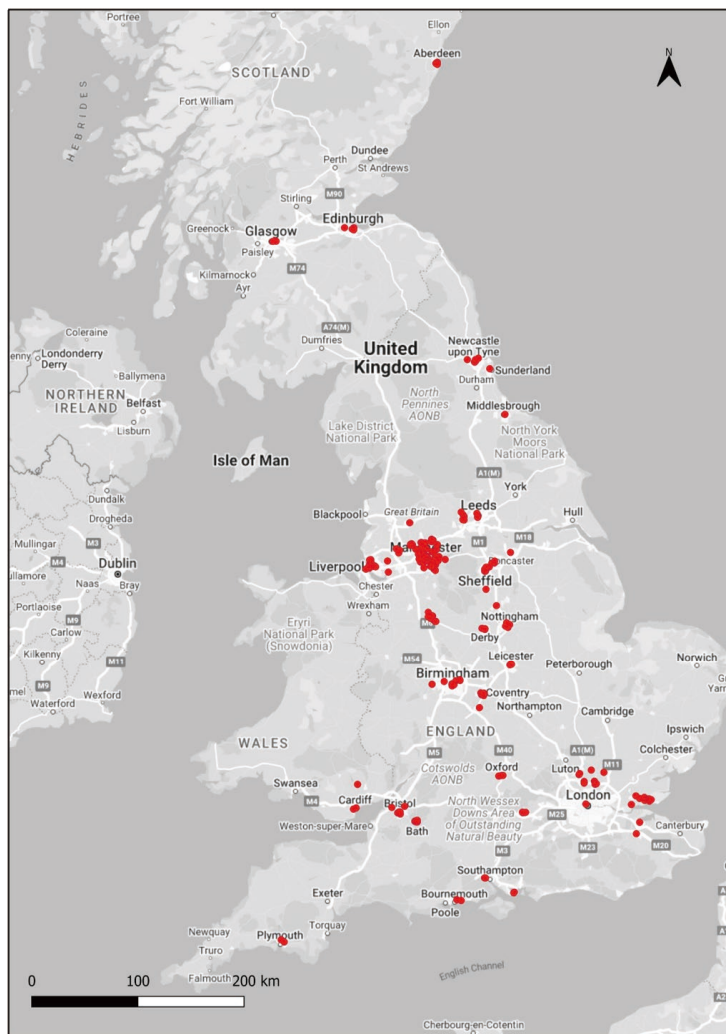 Portree
Ellon
Aberdeen
N
SCOTLAND
Fort William
HEBRIDES
Dundee
Perth
St Andrews
M90
Stirling
Greenock
Glasgow
Edinburgh
Paisley
M74
Kilmarnock
Ayr
A74(M)
Coleraine
Dumfries
United
Kingdom
Newcastle
upon Tyne
Londonderry
Derry
Sunderland
Ballymena
Durham
NORTHERN
IRELAND
Belfast
Lisburn
North
Pennines
AONB
Middlesbrough
Lake District
National Park
North York
Moors
National Park
Isle of Man
A1(M)
York
Dundalk
Blackpool
Great Britain
Leeds
Hull
Drogheda
M3
Mullingar
M1
M18
M4
Dublin
Liverpool
Sheffield
Naas
Bray
Chester
Portlaoise
Wrexham
M9
Carlow
Eryri
National Park
(Snowdonia)
Nottingham
Derby
Kilkenny
M11
M54
Leicester
Peterborough
Norwich
M9
Birmingham
Wexford
Waterford
Coventry
Northampton
Cambridge
ENGLAND
Ipswich
WALES
M5
M40
A1(M)
M11
Colchester
Cotswolds
AONB
Oxford
Luton
Swansea
M4
Cardiff
Bristol
London
North Wessex
Downs Area
of Outstanding
Natural Beauty
Weston-super-Mare
Bath
M25
Canterbury
M3
M23
M20
Southampton
Exeter
Bournemouth
Poole
Newquay
Plymouth
Torquay
Truro
Falmouth
English Channel
0 100 200 km
Cherbourg-en-Cotentin